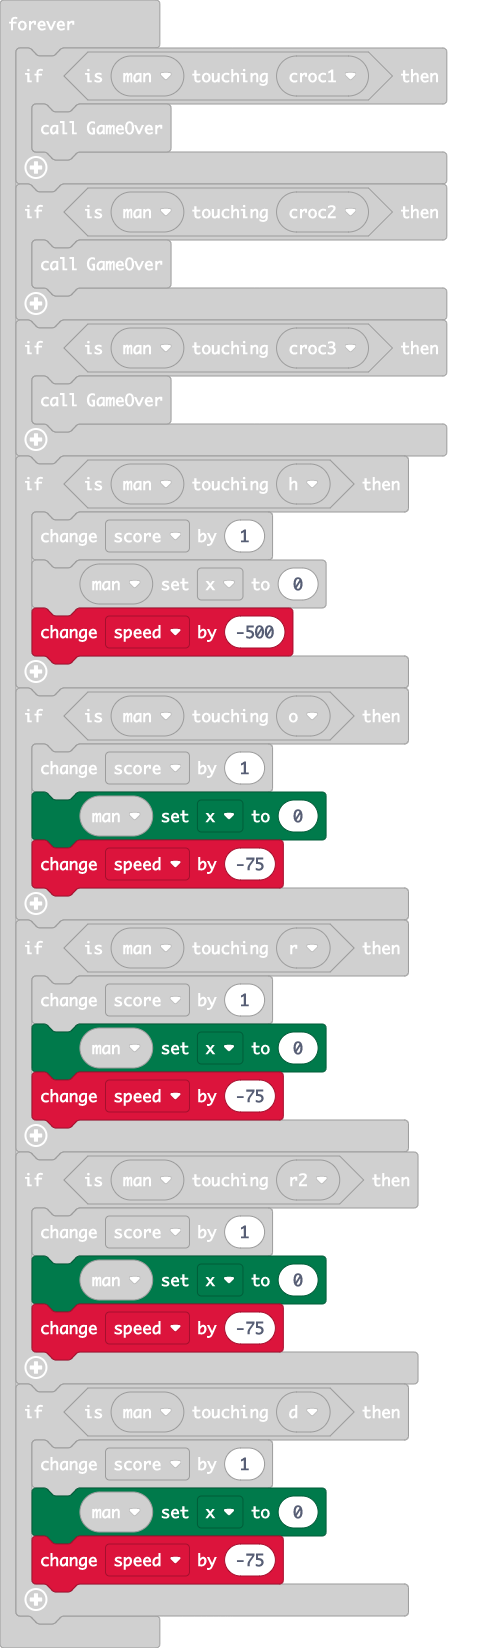 forever
if is man touching croc1 then
call GameOver
if is man touching croc2 then
call GameOver
if is man touching croc3 then
call GameOver
if is man touching h then
change score by 1
man set x to 0
change speed by -500
if is man touching o then
change score by 1
man set x to 0
change speed by -75
if is man touching r then
change score by 1
man set x to 0
change speed by -75
if is man touching r2 then
change score by 1
man set x to 0
change speed by -75
if is man touching d then
change score by 1
man set x to 0
change speed by -75